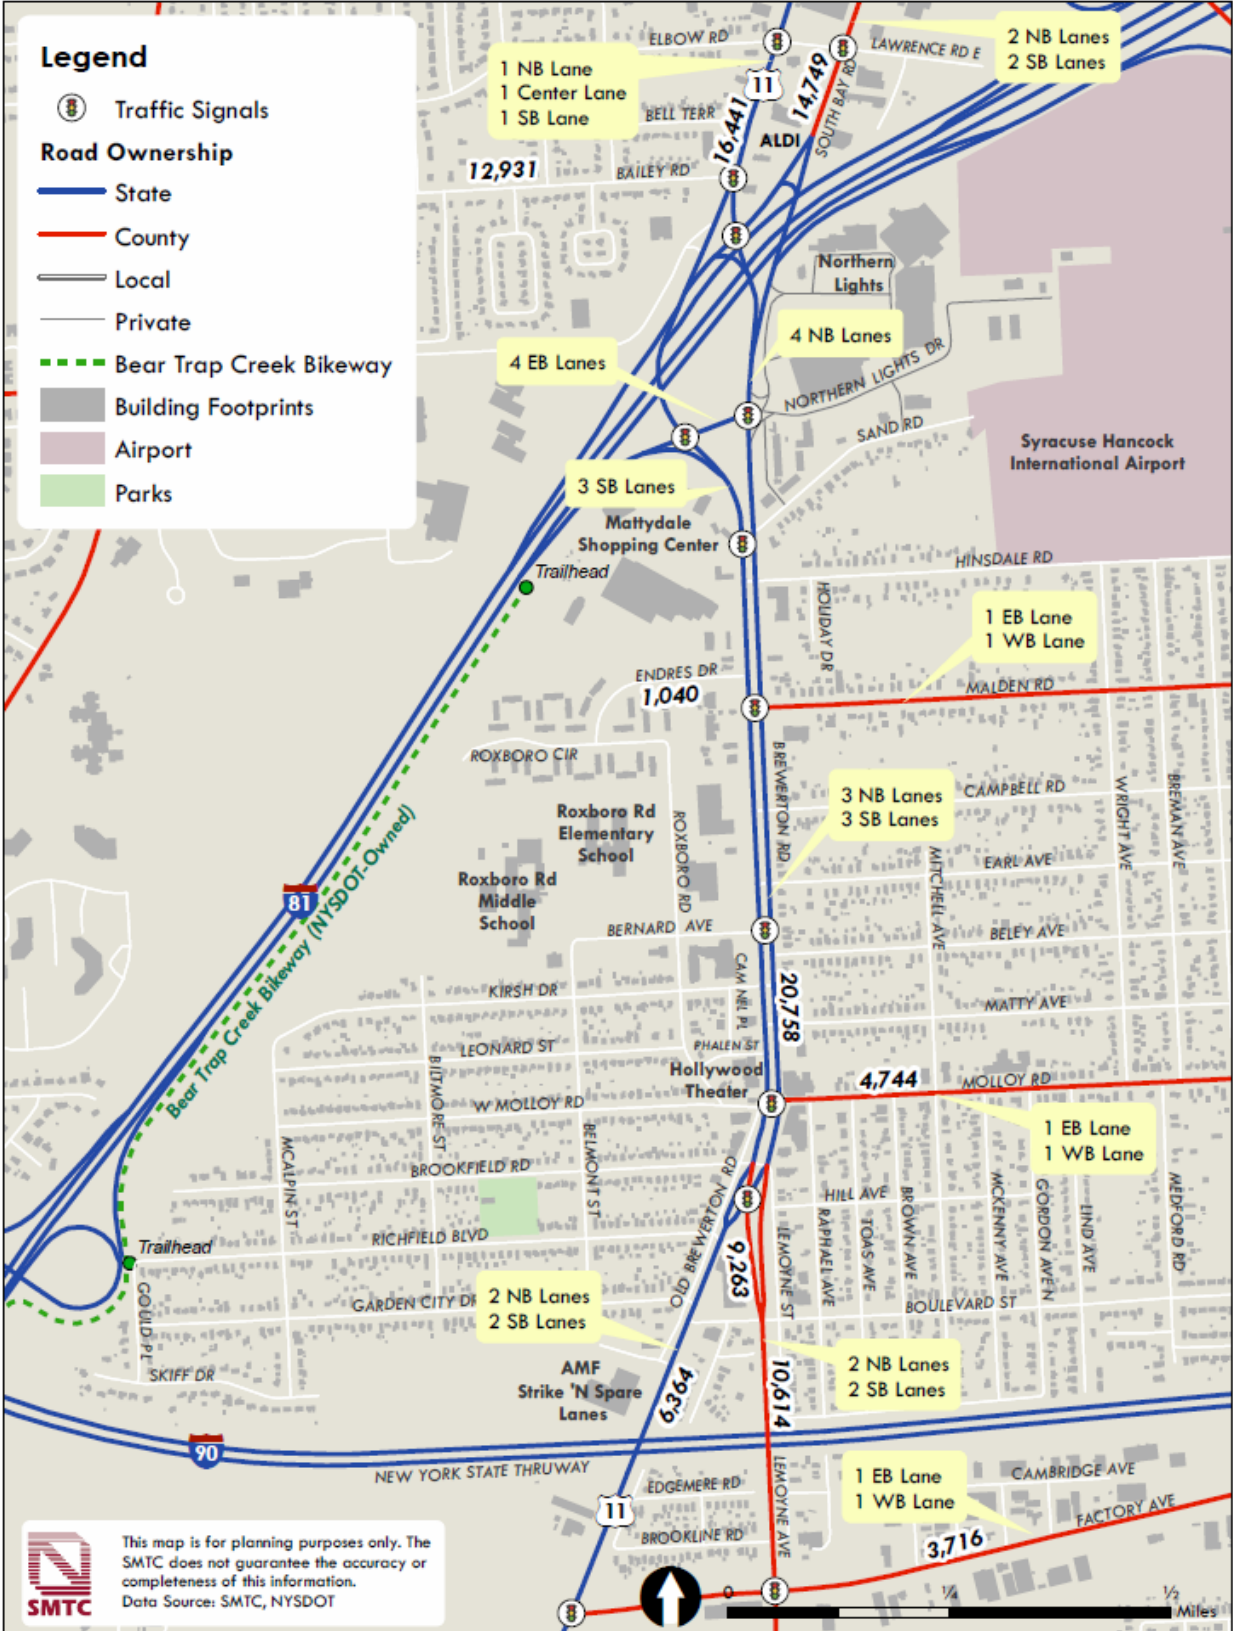 Legend
Traffic Signals
Road Ownership
State
County
Local
Private
Bear Trap Creek Bikeway
Building Footprints
Airport
Parks
ELBOW RD
LAWRENCE RD E
2 NB Lanes
2 SB Lanes
1 NB Lane
1 Center Lane
1 SB Lane
11
14,749
SOUTH BAY RD
BELL TERR
16,441
ALDI
12,931
BAILEY RD
Northern
Lights
4 NB Lanes
4 EB Lanes
NORTHERN LIGHTS DR
SAND RD
Syracuse Hancock
International Airport
3 SB Lanes
Mattydale
Shopping Center
HINSDALE RD
Trailhead
HOLIDAY DR
1 EB Lane
1 WB Lane
ENDRES DR
1,040
MALDEN RD
ROXBORO CIR
BREWERTON RD
3 NB Lanes
3 SB Lanes
CAMPBELL RD
WRIGHT AVE
BREMAN AVE
Roxboro Rd
Elementary
School
ROXBORO RD
MITCHELL AVE
EARL AVE
Roxboro Rd
Middle
School
81
Bear Trap Creek Bikeway (NYSDOT-Owned)
BERNARD AVE
BELEY AVE
CAM NEL PL
20,758
KIRSH DR
MATTY AVE
LEONARD ST
PHALEN ST
BILTMORE ST
Hollywood
Theater
4,744
MOLLOY RD
W MOLLOY RD
1 EB Lane
1 WB Lane
MCALPIN ST
BELMONT ST
BROOKFIELD RD
OLD BREWERTON RD
HILL AVE
RAPHAEL AVE
TOAS AVE
BROWN AVE
MCKENNY AVE
GORDON AVEN
LIND AVE
MEDFORD RD
RICHFIELD BLVD
Trailhead
9,263
LEMOYNE ST
GOULD PL
GARDEN CITY DR
2 NB Lanes
2 SB Lanes
BOULEVARD ST
SKIFF DR
AMF
Strike 'N Spare
Lanes
6,364
10,614
2 NB Lanes
2 SB Lanes
90
NEW YORK STATE THRUWAY
EDGEMERE RD
11
BROOKLINE RD
LEMOYNE AVE
1 EB Lane
1 WB Lane
CAMBRIDGE AVE
FACTORY AVE
3,716
SMTC
This map is for planning purposes only. The
SMTC does not guarantee the accuracy or
completeness of this information.
Data Source: SMTC, NYSDOT
0
1/4
1/2
Miles